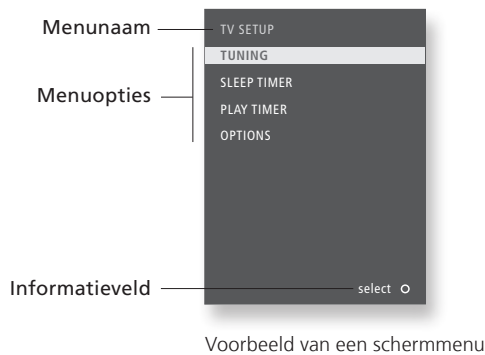 Menunaam
TV SETUP
TUNING
Menuopties
SLEEP TIMER
PLAY TIMER
OPTIONS
Informatieveld
select
Voorbeeld van een schermmenu